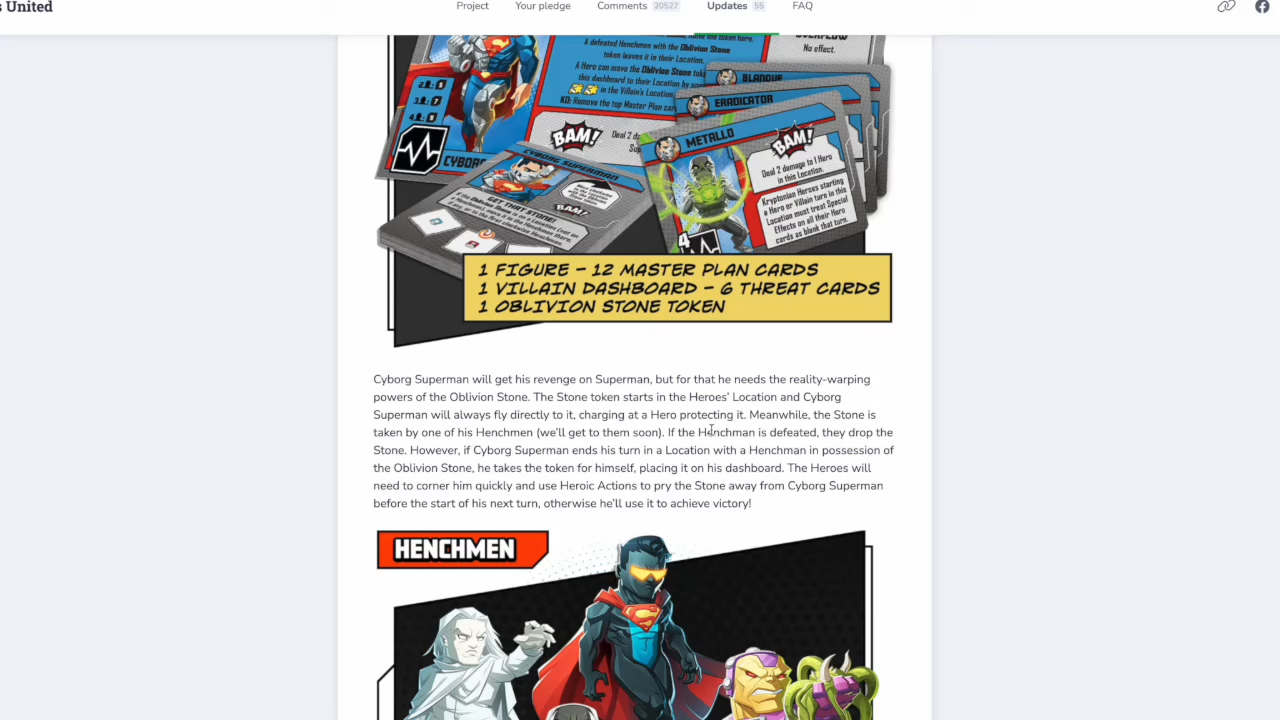 s United
Project
Your pledge
Comments 20527
Updates 55
FAQ
No effect.
A defeated Henchmen with the Oblivion Stone
token leaves it in their Location.
A Hero can move the Oblivion Stone
this dashboard to their Location by
in the Villain's Location.
KO: Remove the top Master Plan
2 : 5
3 : 7
4 : 9
BAM!
Deal 2
CYBORG SUPERMAN
GET THAT STONE!
BAM!
BLANQUE
ERADICATOR
METALLO
BAM!
Deal 2 damage to 1 Hero
in this Location.
Kryptonian Heroes starting
a Hero or Villain turn in this
Location must treat Special
Effects on all their Hero
cards as blank that turn.
4
1 FIGURE – 12 MASTER PLAN CARDS
1 VILLAIN DASHBOARD – 6 THREAT CARDS
1 OBLIVION STONE TOKEN
Cyborg Superman will get his revenge on Superman, but for that he needs the reality-warping
powers of the Oblivion Stone. The Stone token starts in the Heroes' Location and Cyborg
Superman will always fly directly to it, charging at a Hero protecting it. Meanwhile, the Stone is
taken by one of his Henchmen (we'll get to them soon). If the Henchman is defeated, they drop the
Stone. However, if Cyborg Superman ends his turn in a Location with a Henchman in possession of
the Oblivion Stone, he takes the token for himself, placing it on his dashboard. The Heroes will
need to corner him quickly and use Heroic Actions to pry the Stone away from Cyborg Superman
before the start of his next turn, otherwise he'll use it to achieve victory!
HENCHMEN